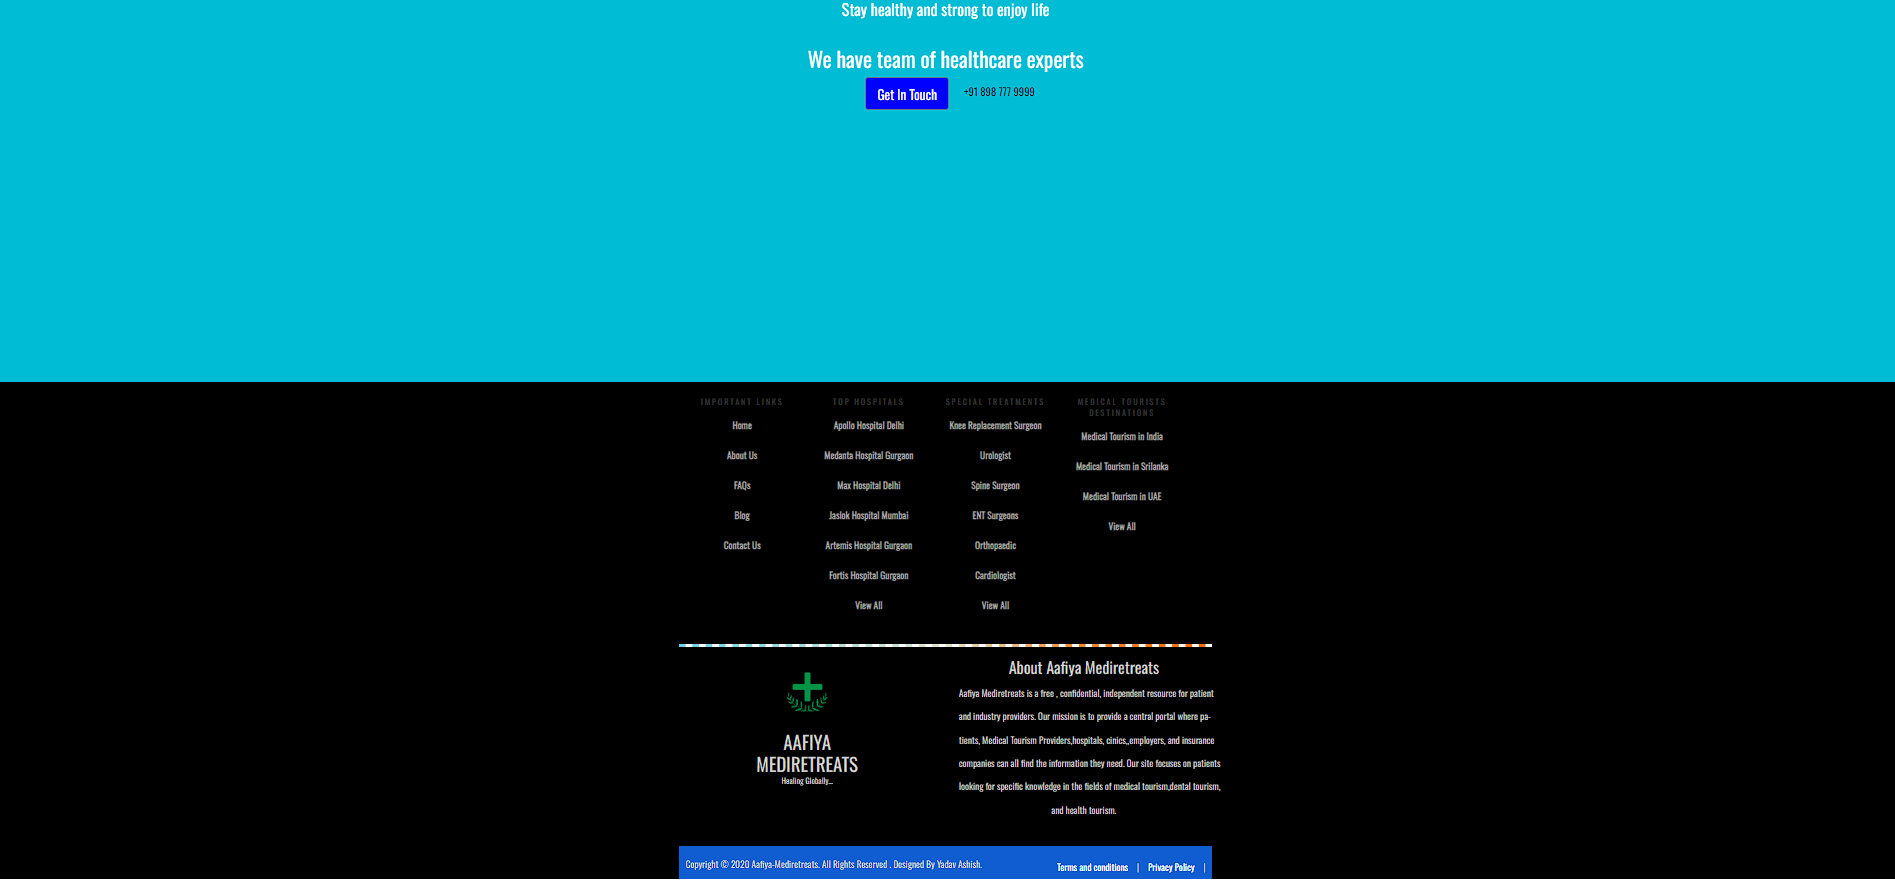 Stay healthy and strong to enjoy life
We have team of healthcare experts
Get In Touch
+91 898 777 9999
IMPORTANT LINKS
Home
About Us
FAQs
Blog
Contact Us
TOP HOSPITALS
Apollo Hospital Delhi
Medanta Hospital Gurgaon
Max Hospital Delhi
Jaslok Hospital Mumbai
Artemis Hospital Gurgaon
Fortis Hospital Gurgaon
View All
SPECIAL TREATMENTS
Knee Replacement Surgeon
Urologist
Spine Surgeon
ENT Surgeons
Orthopaedic
Cardiologist
View All
MEDICAL TOURISTS
DESTINATIONS
Medical Tourism in India
Medical Tourism in Srilanka
Medical Tourism in UAE
View All
AAFIYA
MEDIRETREATS
Healing Globally...
About Aafiya Mediretreats
Aafiya Mediretreats is a free , confidential, independent resource for patient
and industry providers. Our mission is to provide a central portal where pa-
tients, Medical Tourism Providers,hospitals, cinics,,employers, and insurance
companies can all find the information they need. Our site focuses on patients
looking for specific knowledge in the fields of medical tourism,dental tourism,
and health tourism.
Copyright © 2020 Aafiya-Mediretreats. All Rights Reserved . Designed By Yadav Ashish.
Terms and conditions | Privacy Policy |